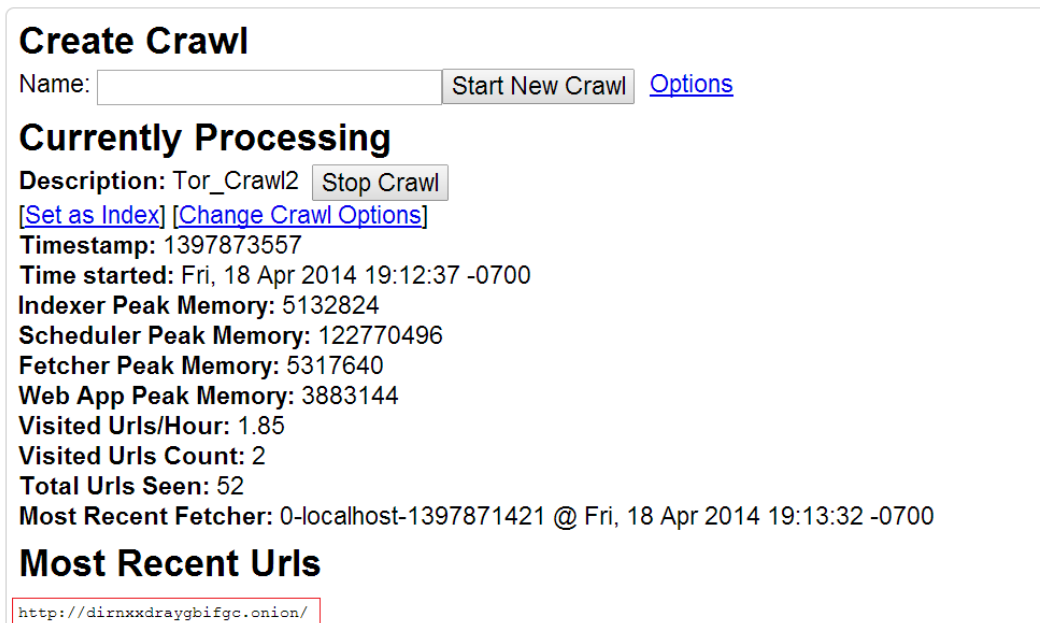 Create Crawl
Name: Start New Crawl Options
Currently Processing
Description: Tor_Crawl2 Stop Crawl
[Set as Index] [Change Crawl Options]
Timestamp: 1397873557
Time started: Fri, 18 Apr 2014 19:12:37 -0700
Indexer Peak Memory: 5132824
Scheduler Peak Memory: 122770496
Fetcher Peak Memory: 5317640
Web App Peak Memory: 3883144
Visited Urls/Hour: 1.85
Visited Urls Count: 2
Total Urls Seen: 52
Most Recent Fetcher: 0-localhost-1397871421 @ Fri, 18 Apr 2014 19:13:32 -0700
Most Recent Urls
http://dirnxxdraygbifgc.onion/